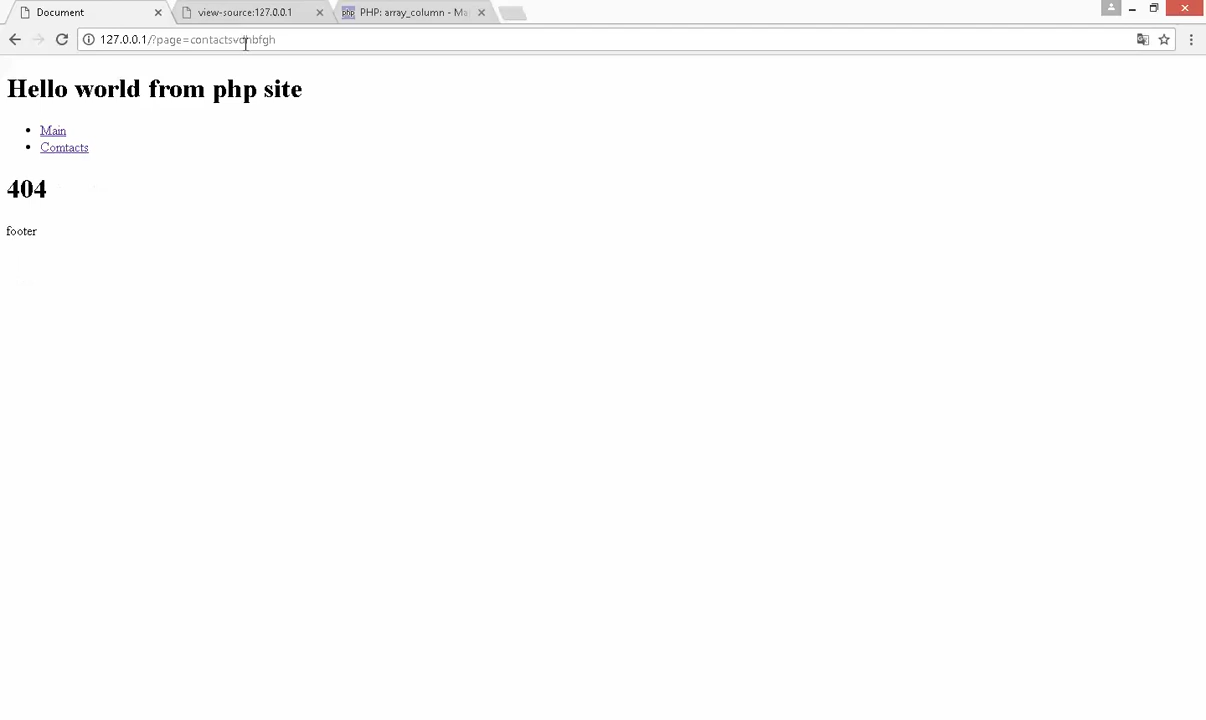 Document
view-source:127.0.0.1
PHP: array_column - Ma
127.0.0.1/?page=contactsvcnbfgh
Hello world from php site
Main
Comtacts
404
footer